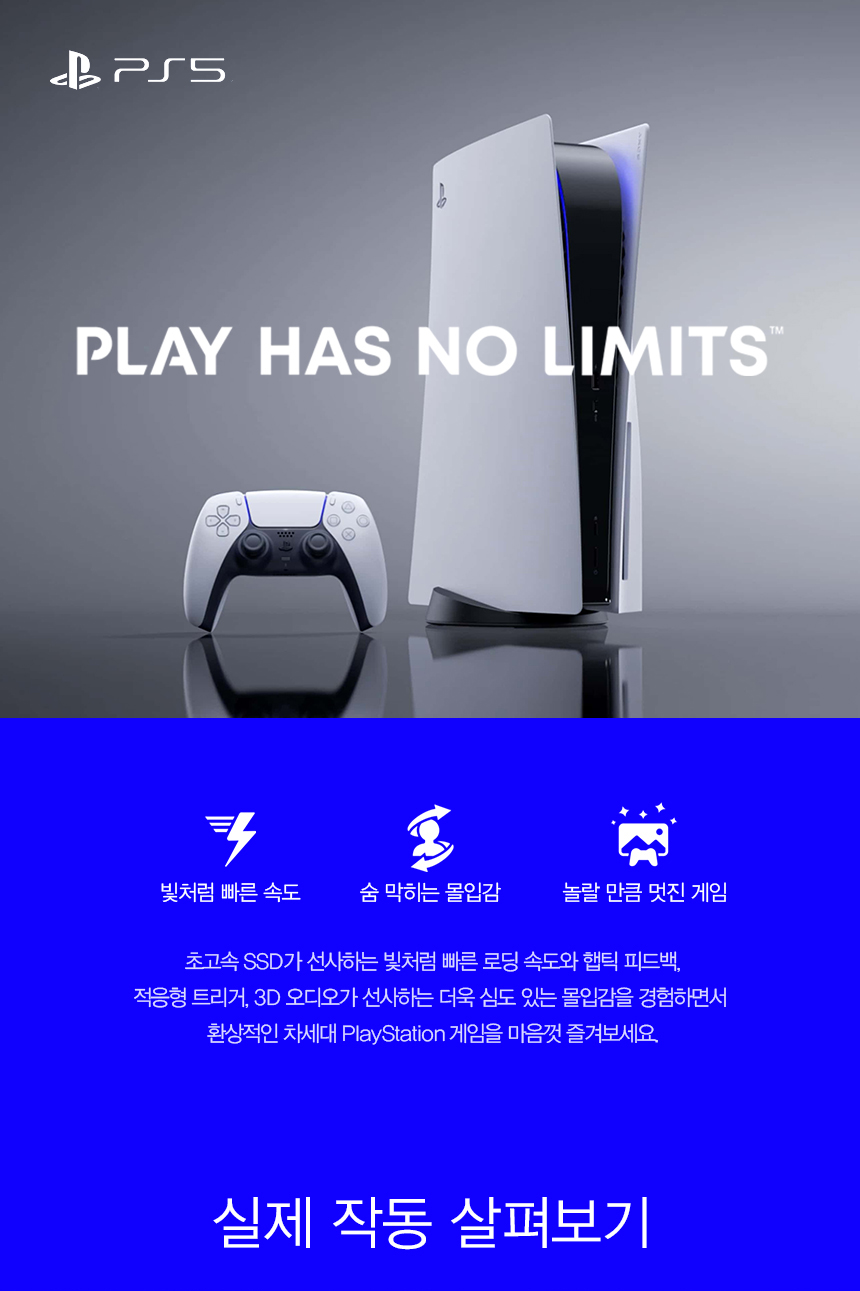 PS5
PLAY HAS NO LIMITS™
SONY
빛처럼 빠른 속도
숨 막히는 몰입감
놀랄 만큼 멋진 게임
초고속 SSD가 선사하는 빛처럼 빠른 로딩 속도와 햅틱 피드백,
적응형 트리거, 3D 오디오가 선사하는 더욱 심도 있는 몰입감을 경험하면서
환상적인 차세대 PlayStation 게임을 마음껏 즐겨보세요.
실제 작동 살펴보기